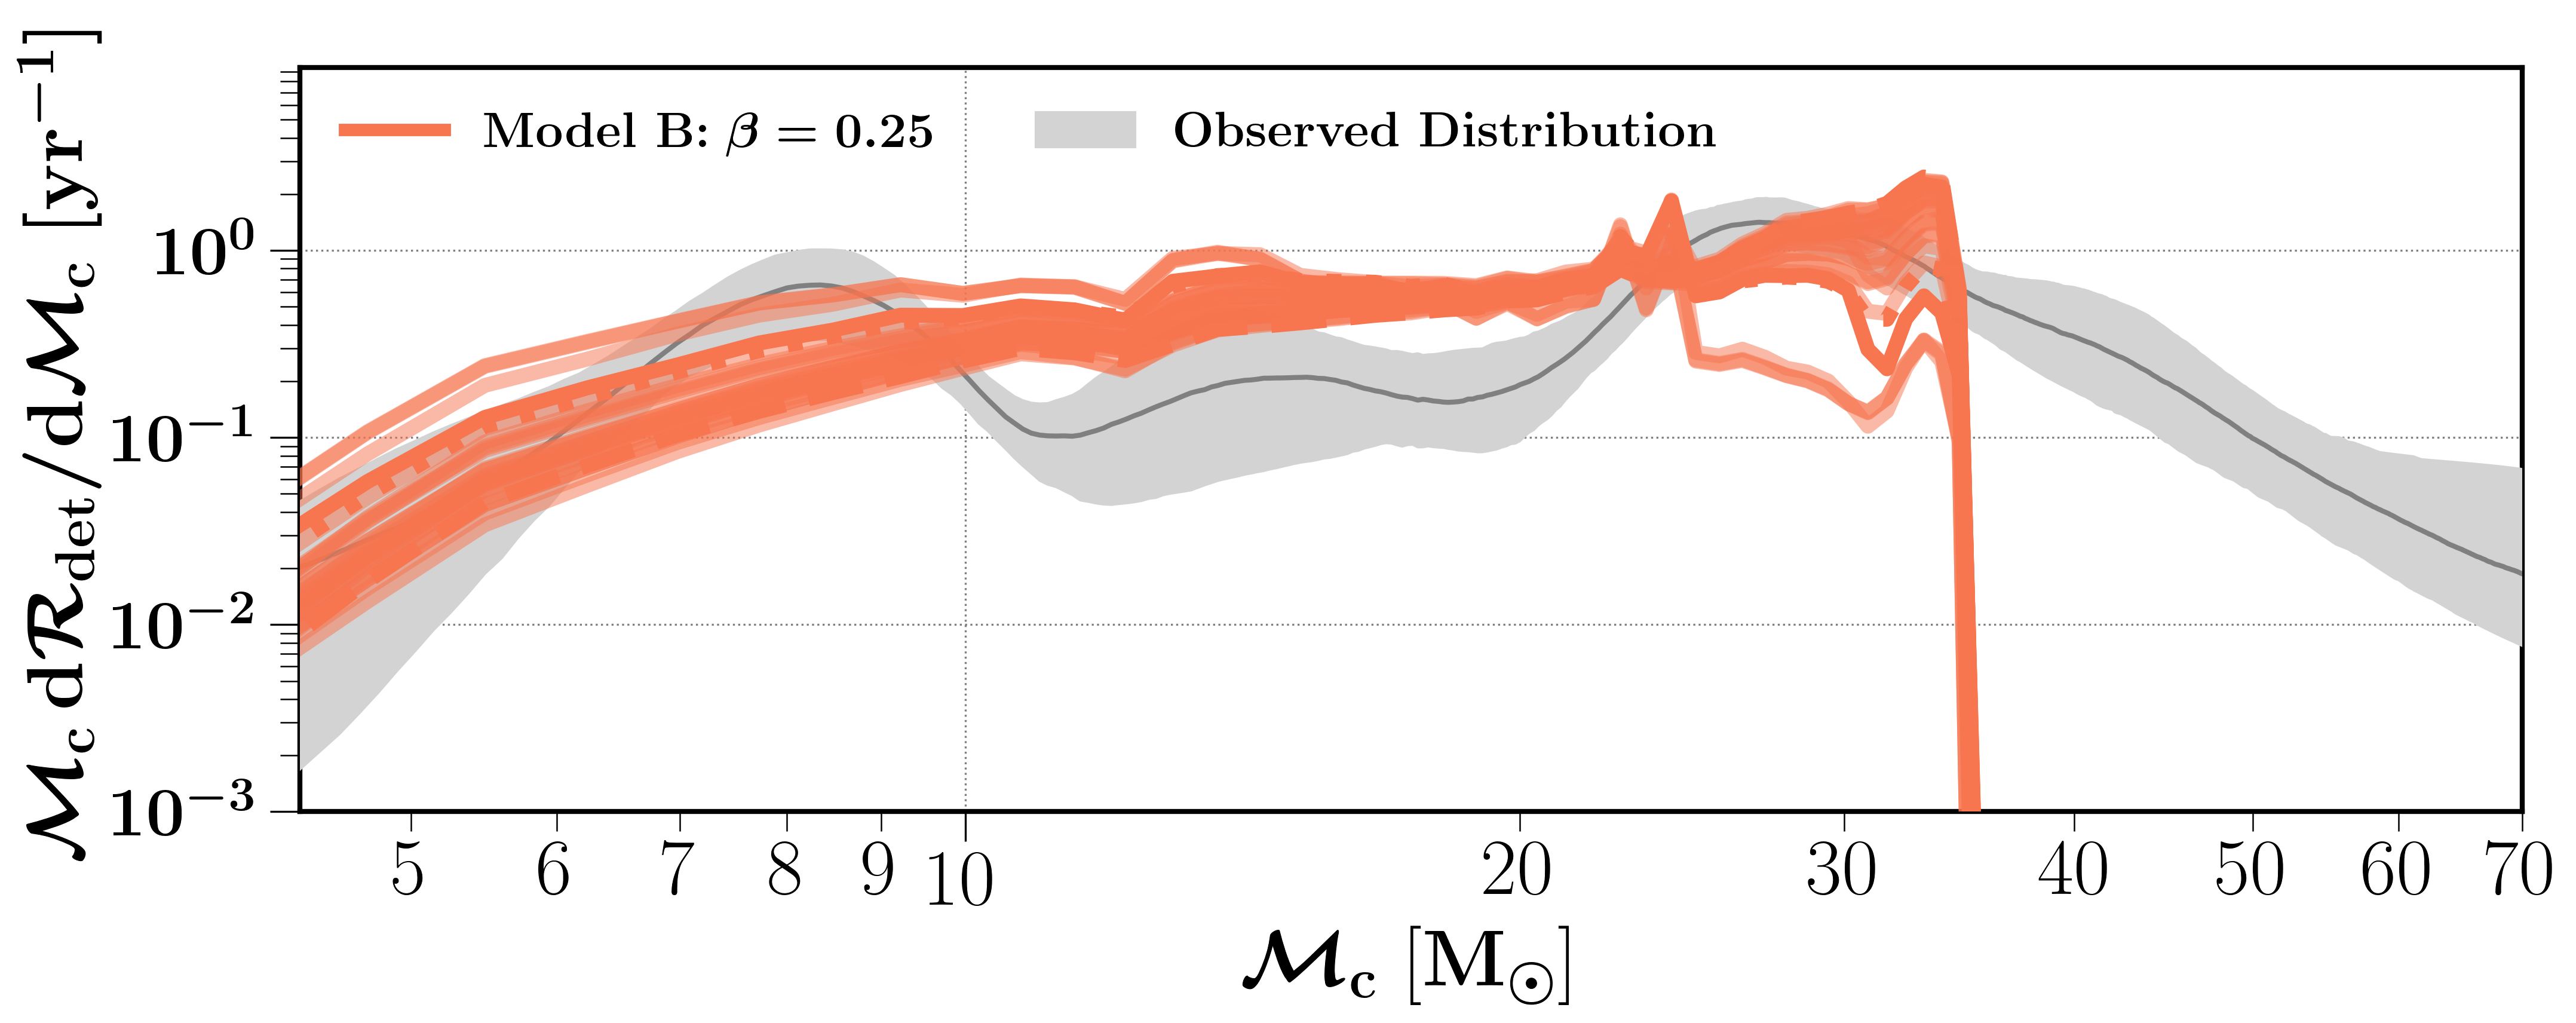 ℳc dℛdet/dℳc [yr−1]
Model B: β = 0.25
Observed Distribution
10^0
10^−1
10^−2
10^−3
5 6 7 8 9 10 20 30 40 50 60 70
ℳc [M⊙]